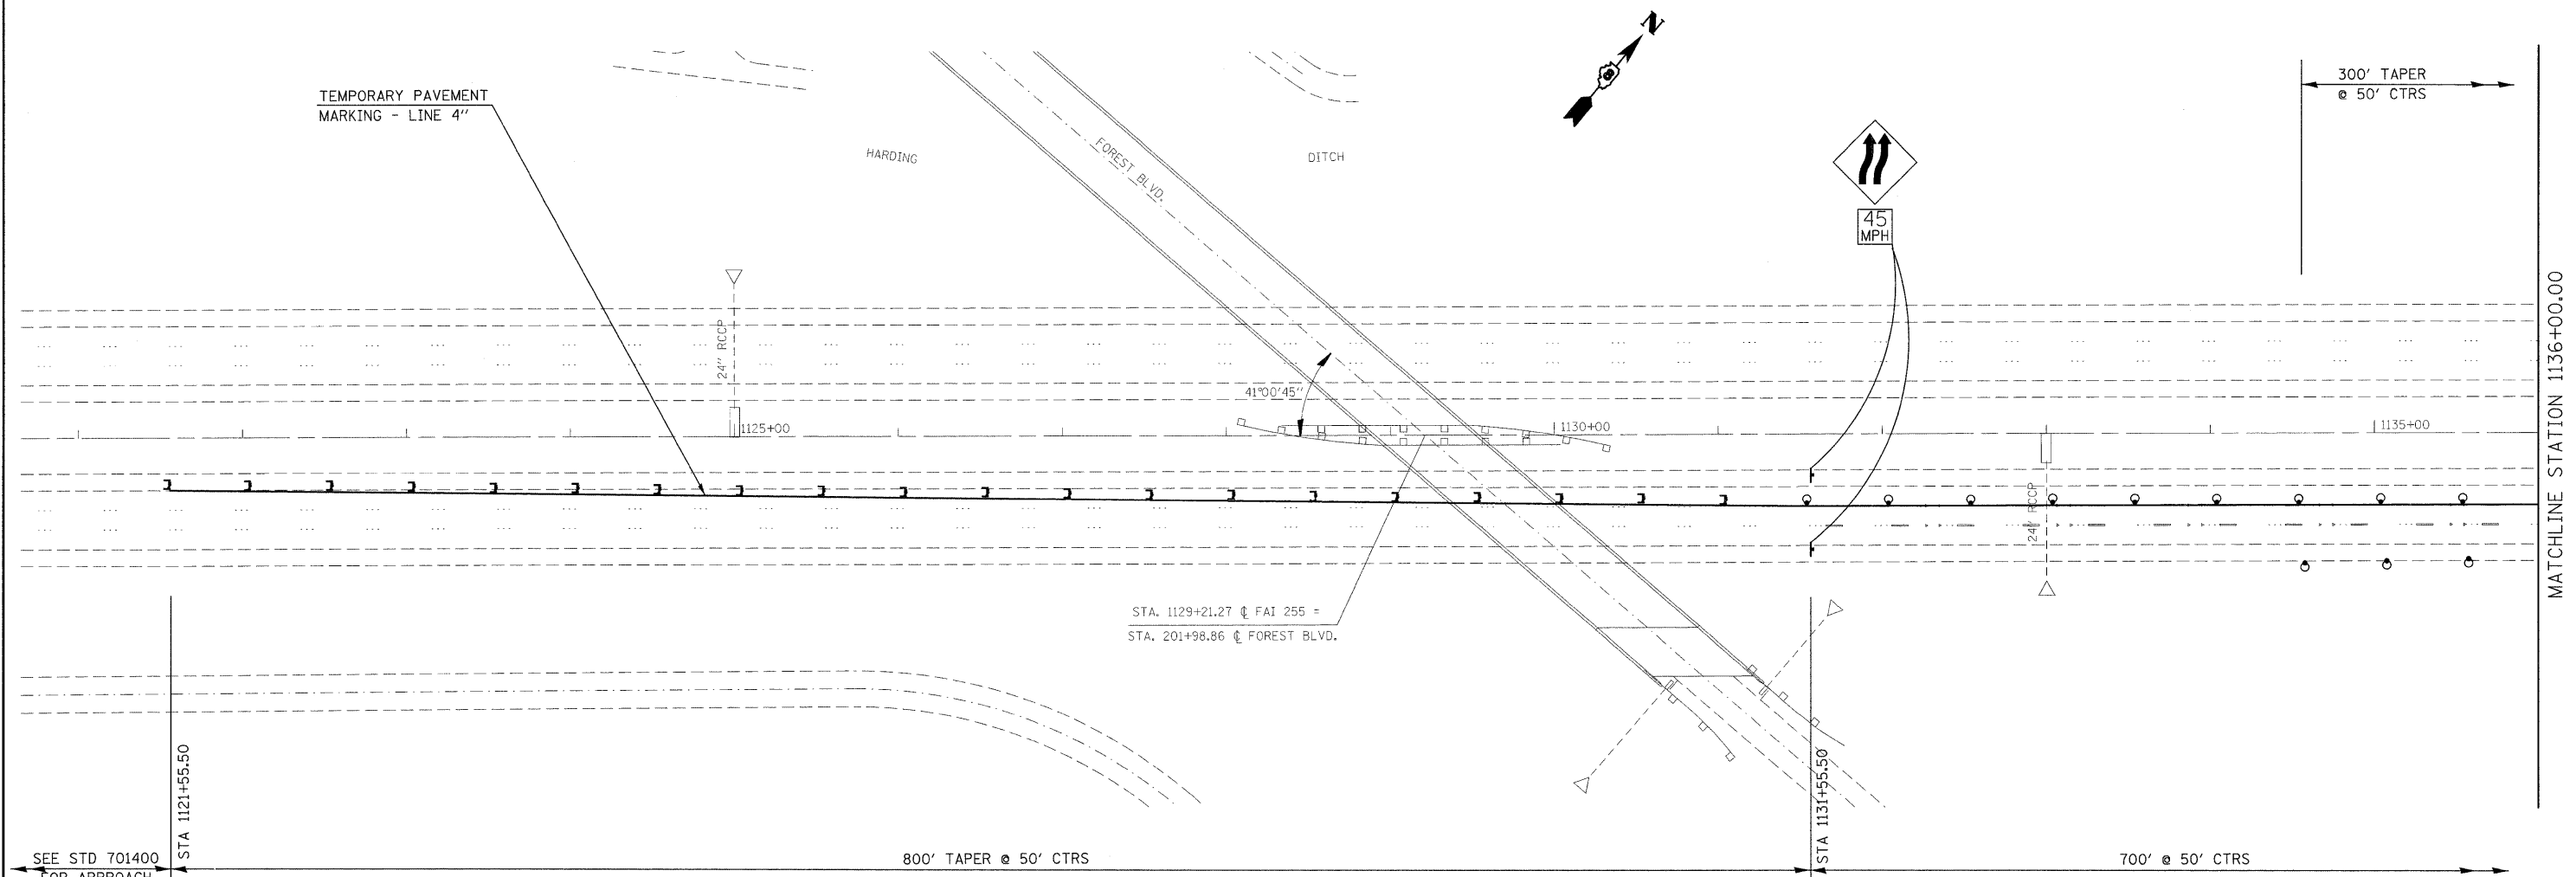 N
300' TAPER
@ 50' CTRS
TEMPORARY PAVEMENT
MARKING - LINE 4"
HARDING
FOREST BLVD.
DITCH
45
MPH
24" RCCP
41°00'45"
1125+00
1130+00
1135+00
24" RCCP
MATCHLINE STATION 1136+00.00
STA. 1129+21.27 ℄ FAI 255 =
STA. 201+98.86 ℄ FOREST BLVD.
STA 1121+55.50
STA 1131+55.50
SEE STD 701400
FOR APPROACH
800' TAPER @ 50' CTRS
700' @ 50' CTRS